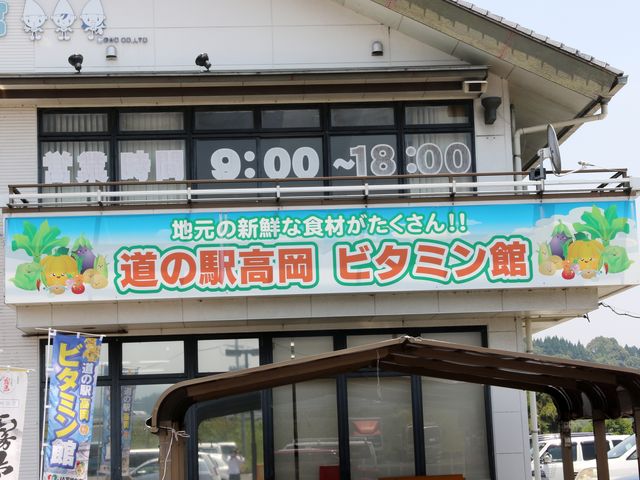 CO.,LTD
営業時間 9:00~18:00
地元の新鮮な食材がたくさん!!
道の駅高岡 ビタミン館
道の駅高岡
ビタミン館